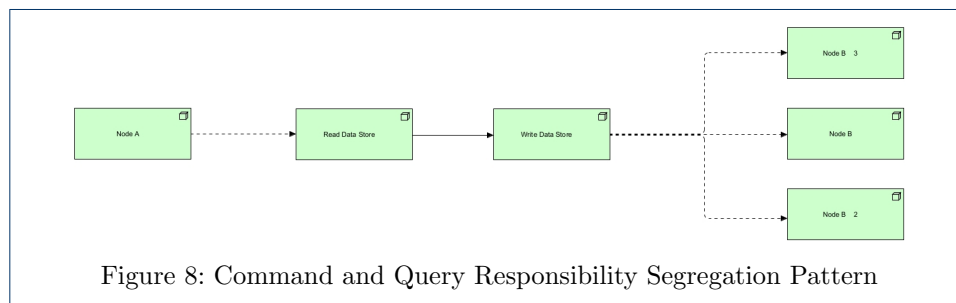 Node B 3
Node A
Read Data Store
Write Data Store
Node B
Node B 2
Figure 8: Command and Query Responsibility Segregation Pattern